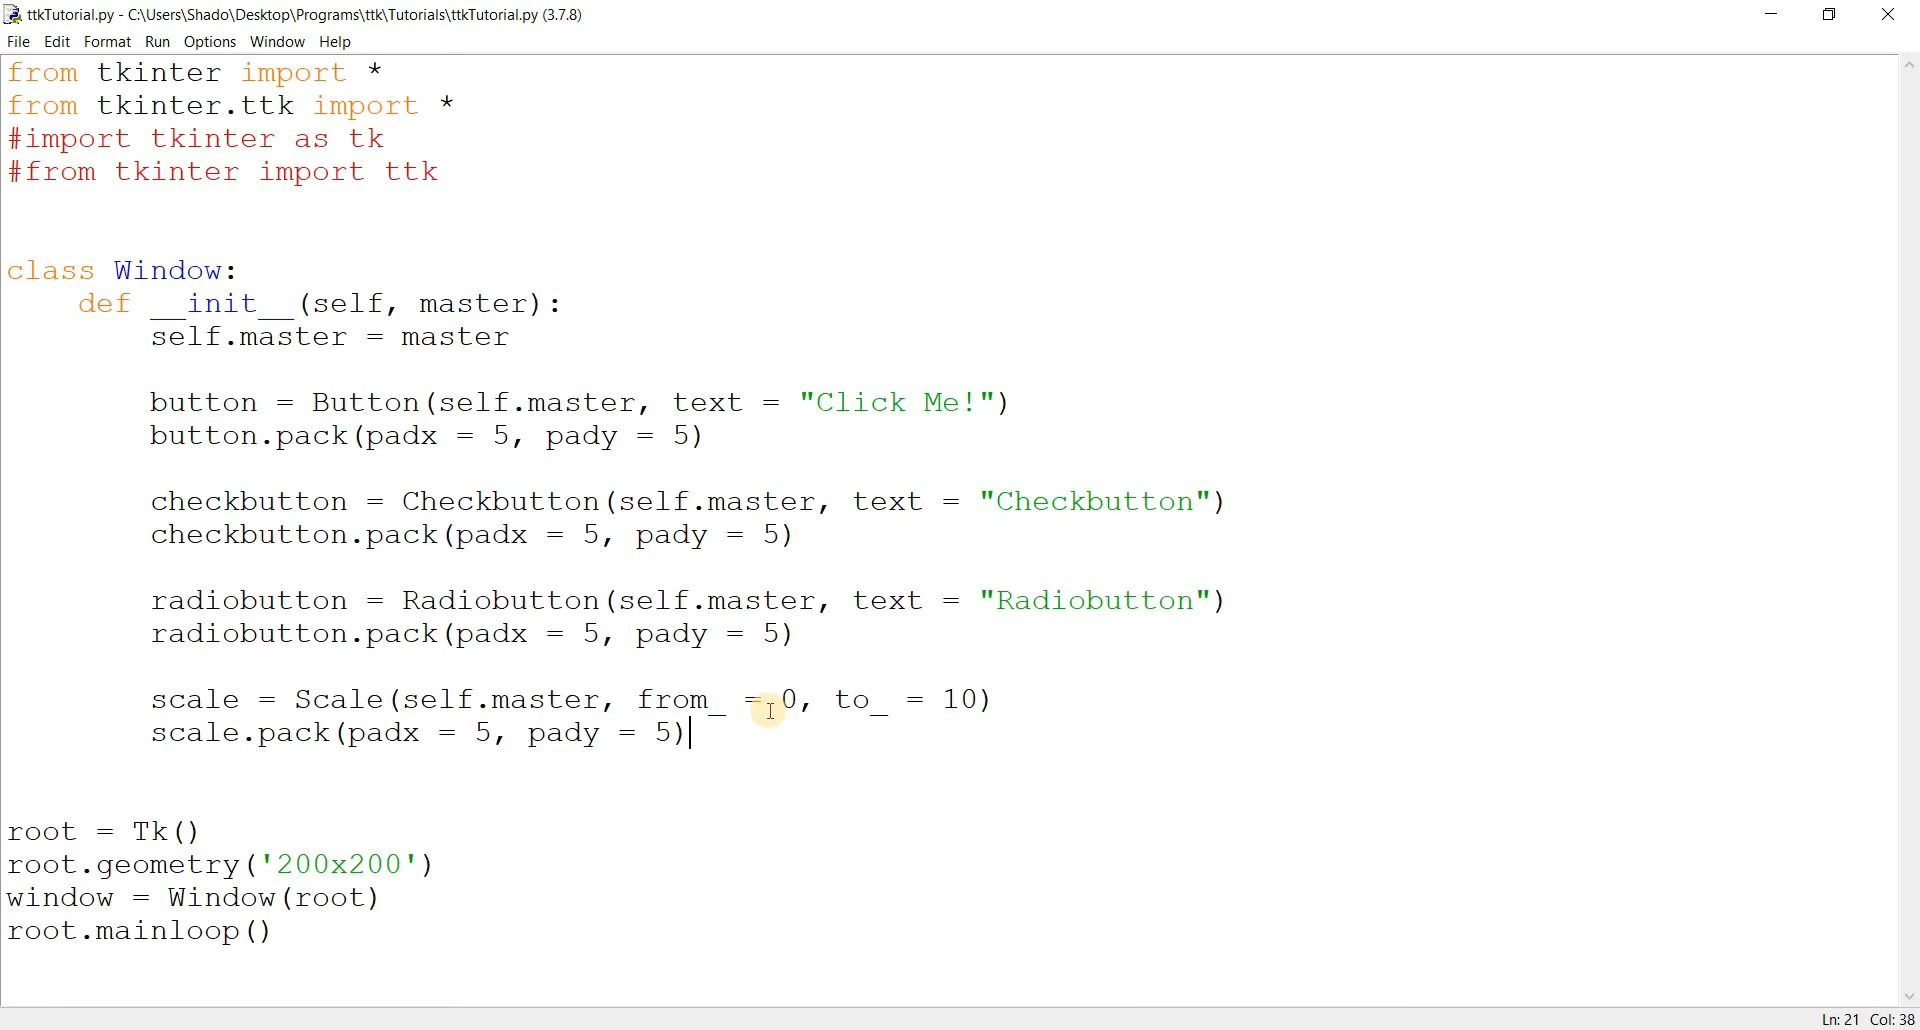 ttkTutorial.py - C:\Users\Shado\Desktop\Programs\ttk\Tutorials\ttkTutorial.py (3.7.8)
File Edit Format Run Options Window Help
from tkinter import *
from tkinter.ttk import *
#import tkinter as tk
#from tkinter import ttk
class Window:
    def __init__(self, master):
        self.master = master
        button = Button(self.master, text = "Click Me!")
        button.pack(padx = 5, pady = 5)
        checkbutton = Checkbutton(self.master, text = "Checkbutton")
        checkbutton.pack(padx = 5, pady = 5)
        radiobutton = Radiobutton(self.master, text = "Radiobutton")
        radiobutton.pack(padx = 5, pady = 5)
        scale = Scale(self.master, from_ = 0, to_ = 10)
        scale.pack(padx = 5, pady = 5)
root = Tk()
root.geometry('200x200')
window = Window(root)
root.mainloop()
Ln: 21 Col: 38